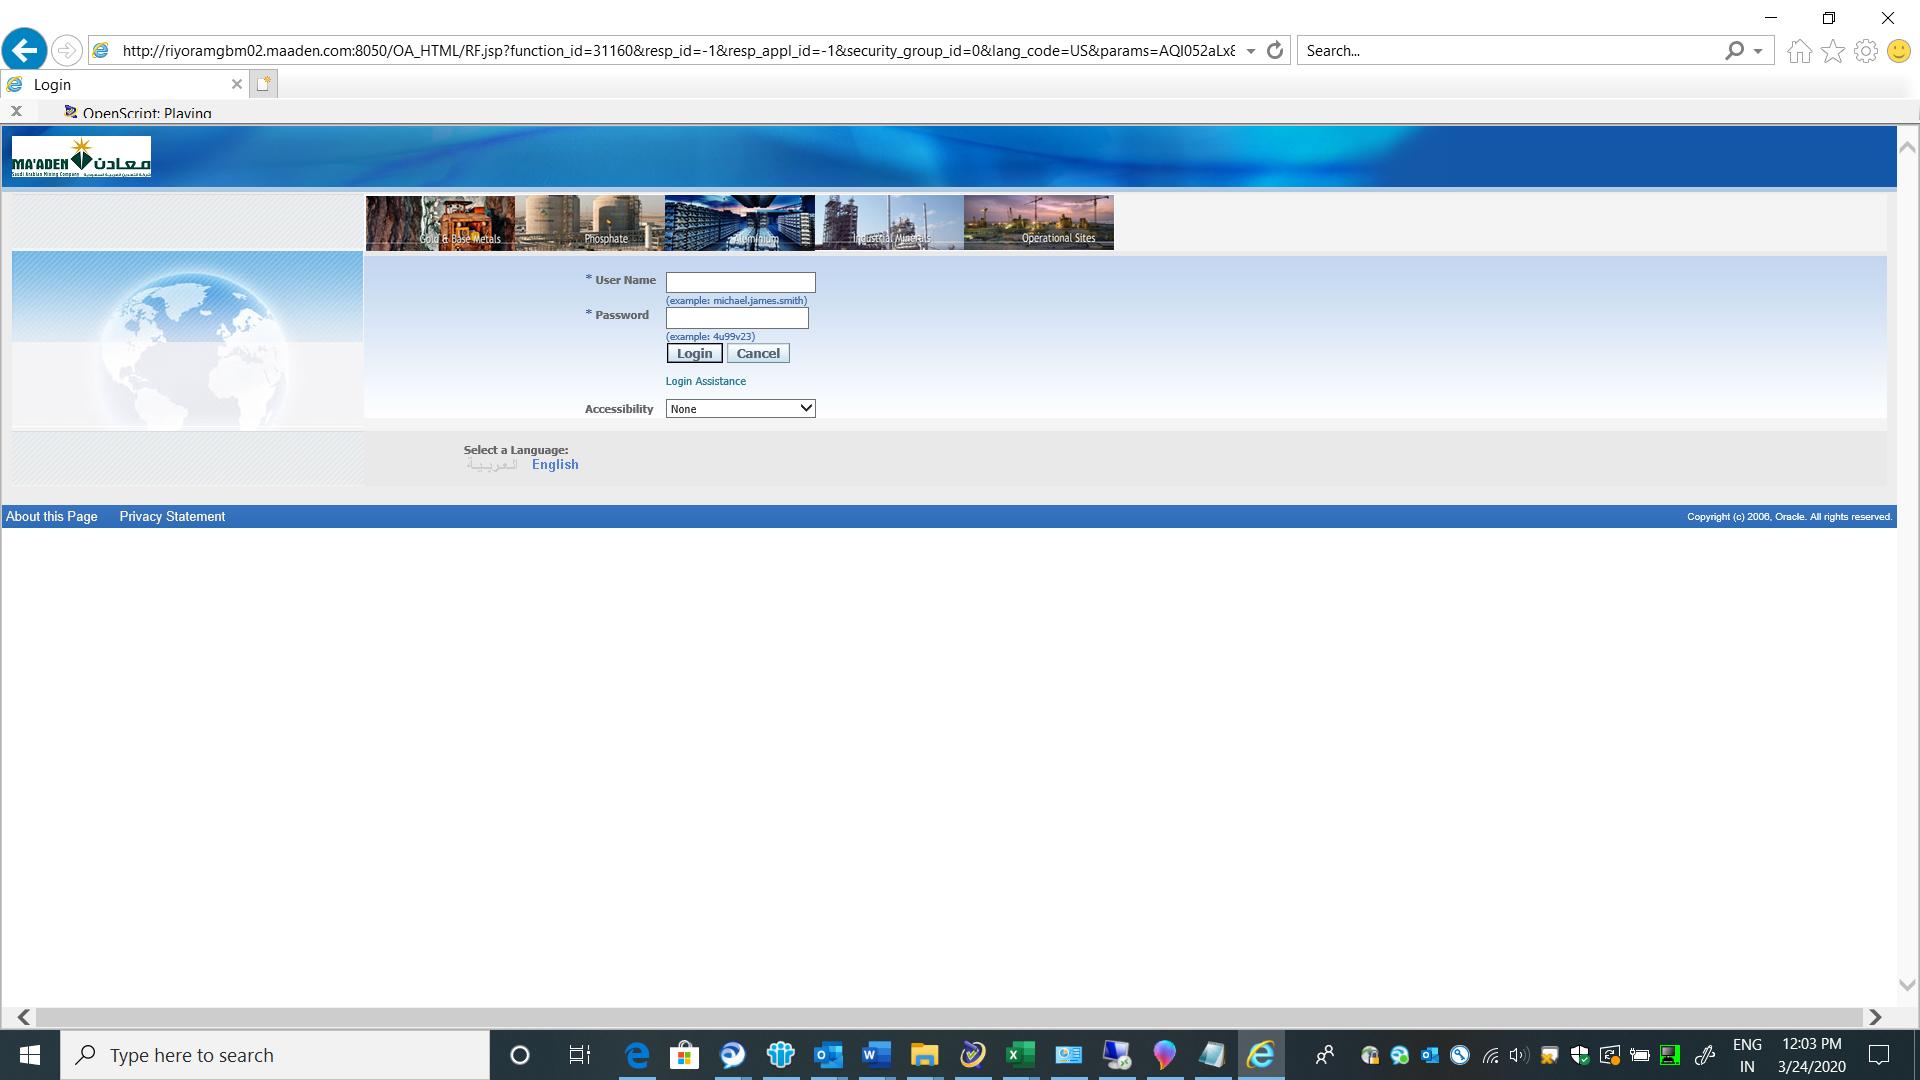 http://riyoramgbm02.maaden.com:8050/OA_HTML/RF.jsp?function_id=31160&resp_id=-1&resp_appl_id=-1&security_group_id=0&lang_code=US&params=AQI052aLx8
Search...
Login
x OpenScript: Playing
MA'ADEN معادن
Saudi Arabian Mining Company
Gold & Base Metals
Phosphate
Aluminium
Industrial Minerals
Operational Sites
* User Name
(example: michael.james.smith)
* Password
(example: 4u99v23)
Login Cancel
Login Assistance
Accessibility None
Select a Language:
العربية English
About this Page Privacy Statement Copyright (c) 2006, Oracle. All rights reserved.
Type here to search
ENG 12:03 PM
IN 3/24/2020